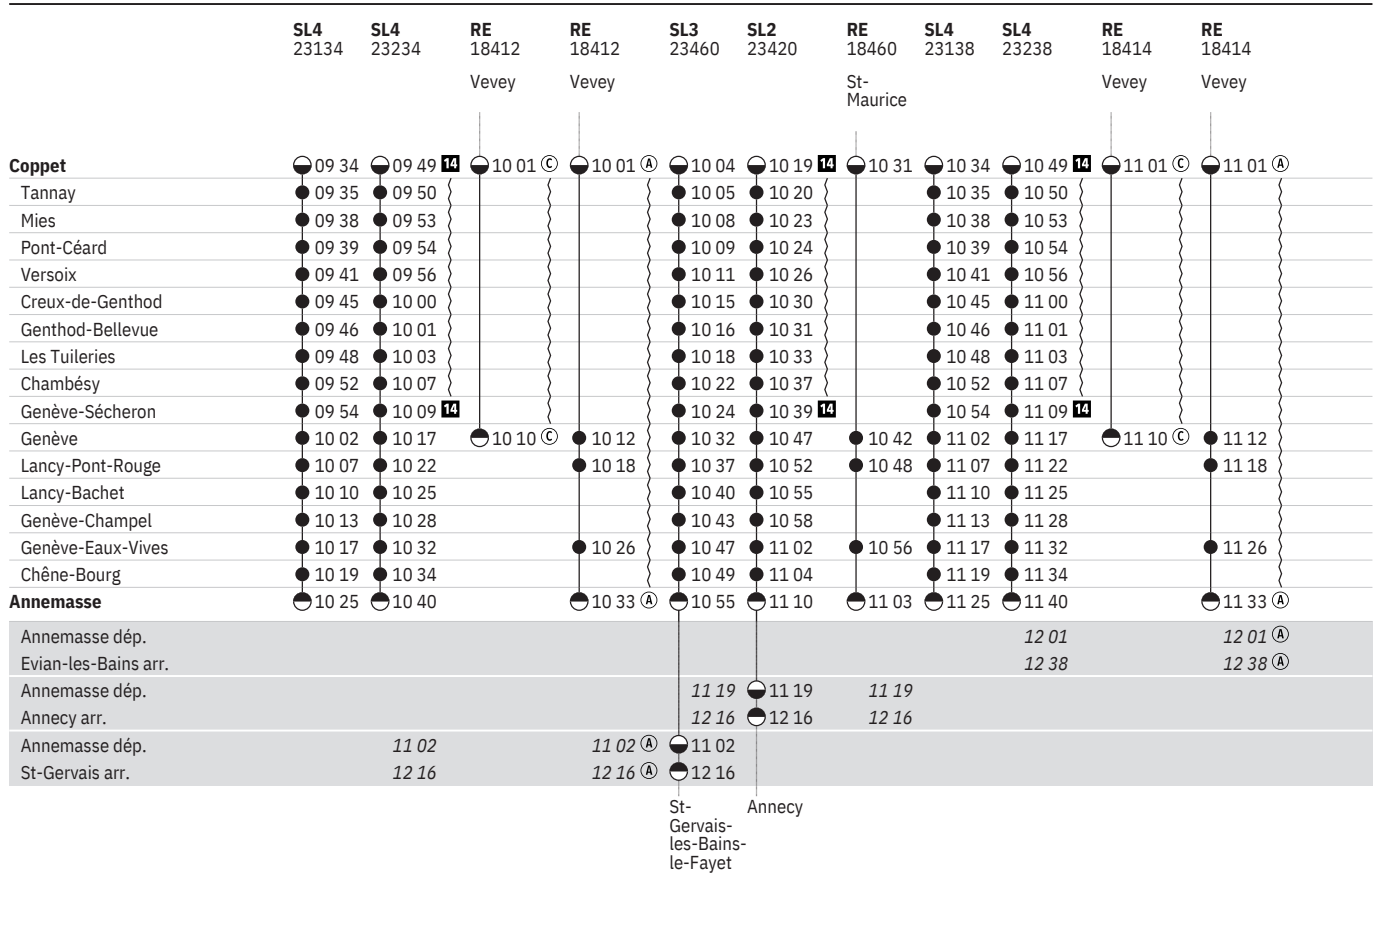 SL4 SL4 RE RE SL3 SL2 RE SL4 SL4 RE RE
23134 23234 18412 18412 23460 23420 18460 23138 23238 18414 18414
Vevey Vevey St- Vevey Vevey
Maurice
Coppet 09 34 09 49 14 10 01 C 10 01 A 10 04 10 19 14 10 31 10 34 10 49 14 11 01 C 11 01 A
Tannay 09 35 09 50 10 05 10 20 10 35 10 50
Mies 09 38 09 53 10 08 10 23 10 38 10 53
Pont-Céard 09 39 09 54 10 09 10 24 10 39 10 54
Versoix 09 41 09 56 10 11 10 26 10 41 10 56
Creux-de-Genthod 09 45 10 00 10 15 10 30 10 45 11 00
Genthod-Bellevue 09 46 10 01 10 16 10 31 10 46 11 01
Les Tuileries 09 48 10 03 10 18 10 33 10 48 11 03
Chambésy 09 52 10 07 10 22 10 37 10 52 11 07
Genève-Sécheron 09 54 10 09 14 10 24 10 39 14 10 54 11 09 14
Genève 10 02 10 17 10 10 C 10 12 10 32 10 47 10 42 11 02 11 17 11 10 C 11 12
Lancy-Pont-Rouge 10 07 10 22 10 18 10 37 10 52 10 48 11 07 11 22 11 18
Lancy-Bachet 10 10 10 25 10 40 10 55 11 10 11 25
Genève-Champel 10 13 10 28 10 43 10 58 11 13 11 28
Genève-Eaux-Vives 10 17 10 32 10 26 10 47 11 02 10 56 11 17 11 32 11 26
Chêne-Bourg 10 19 10 34 10 49 11 04 11 19 11 34
Annemasse 10 25 10 40 10 33 A 10 55 11 10 11 03 11 25 11 40 11 33 A
Annemasse dép. 12 01 12 01 A
Evian-les-Bains arr. 12 38 12 38 A
Annemasse dép. 11 19 11 19 11 19
Annecy arr. 12 16 12 16 12 16
Annemasse dép. 11 02 11 02 A 11 02
St-Gervais arr. 12 16 12 16 A 12 16
St- Annecy
Gervais-
les-Bains-
le-Fayet